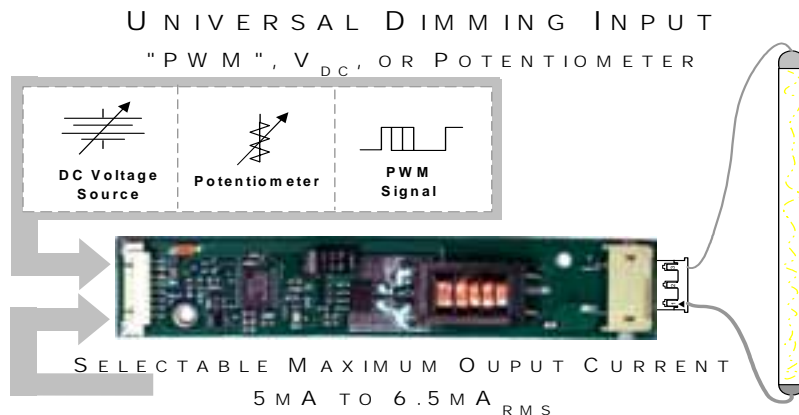 UNIVERSAL DIMMING INPUT
"PWM", VDC, OR POTENTIOMETER
DC Voltage
Source
Potentiometer
PWM
Signal
SELECTABLE MAXIMUM OUPUT CURRENT
5MA TO 6.5MARMS